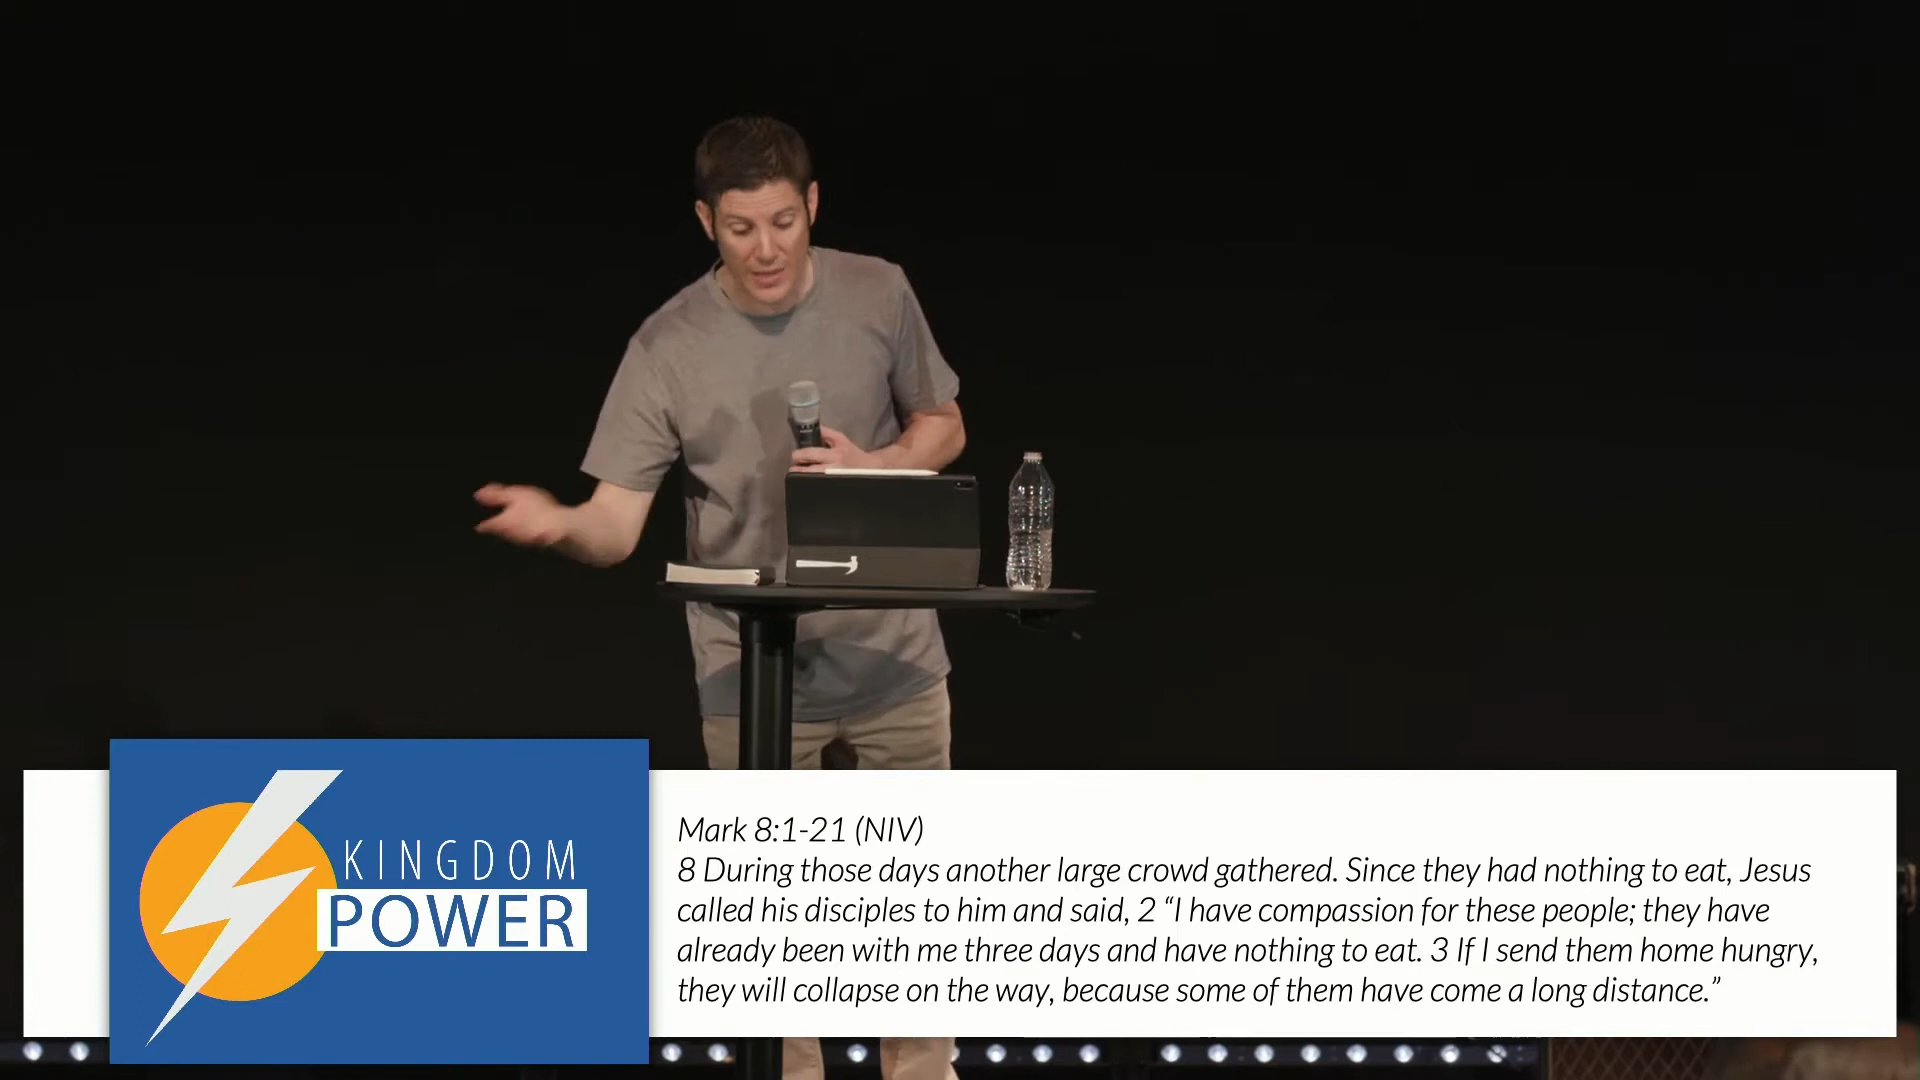 KINGDOM
POWER
Mark 8:1-21 (NIV)
8 During those days another large crowd gathered. Since they had nothing to eat, Jesus
called his disciples to him and said, 2 “I have compassion for these people; they have
already been with me three days and have nothing to eat. 3 If I send them home hungry,
they will collapse on the way, because some of them have come a long distance.”